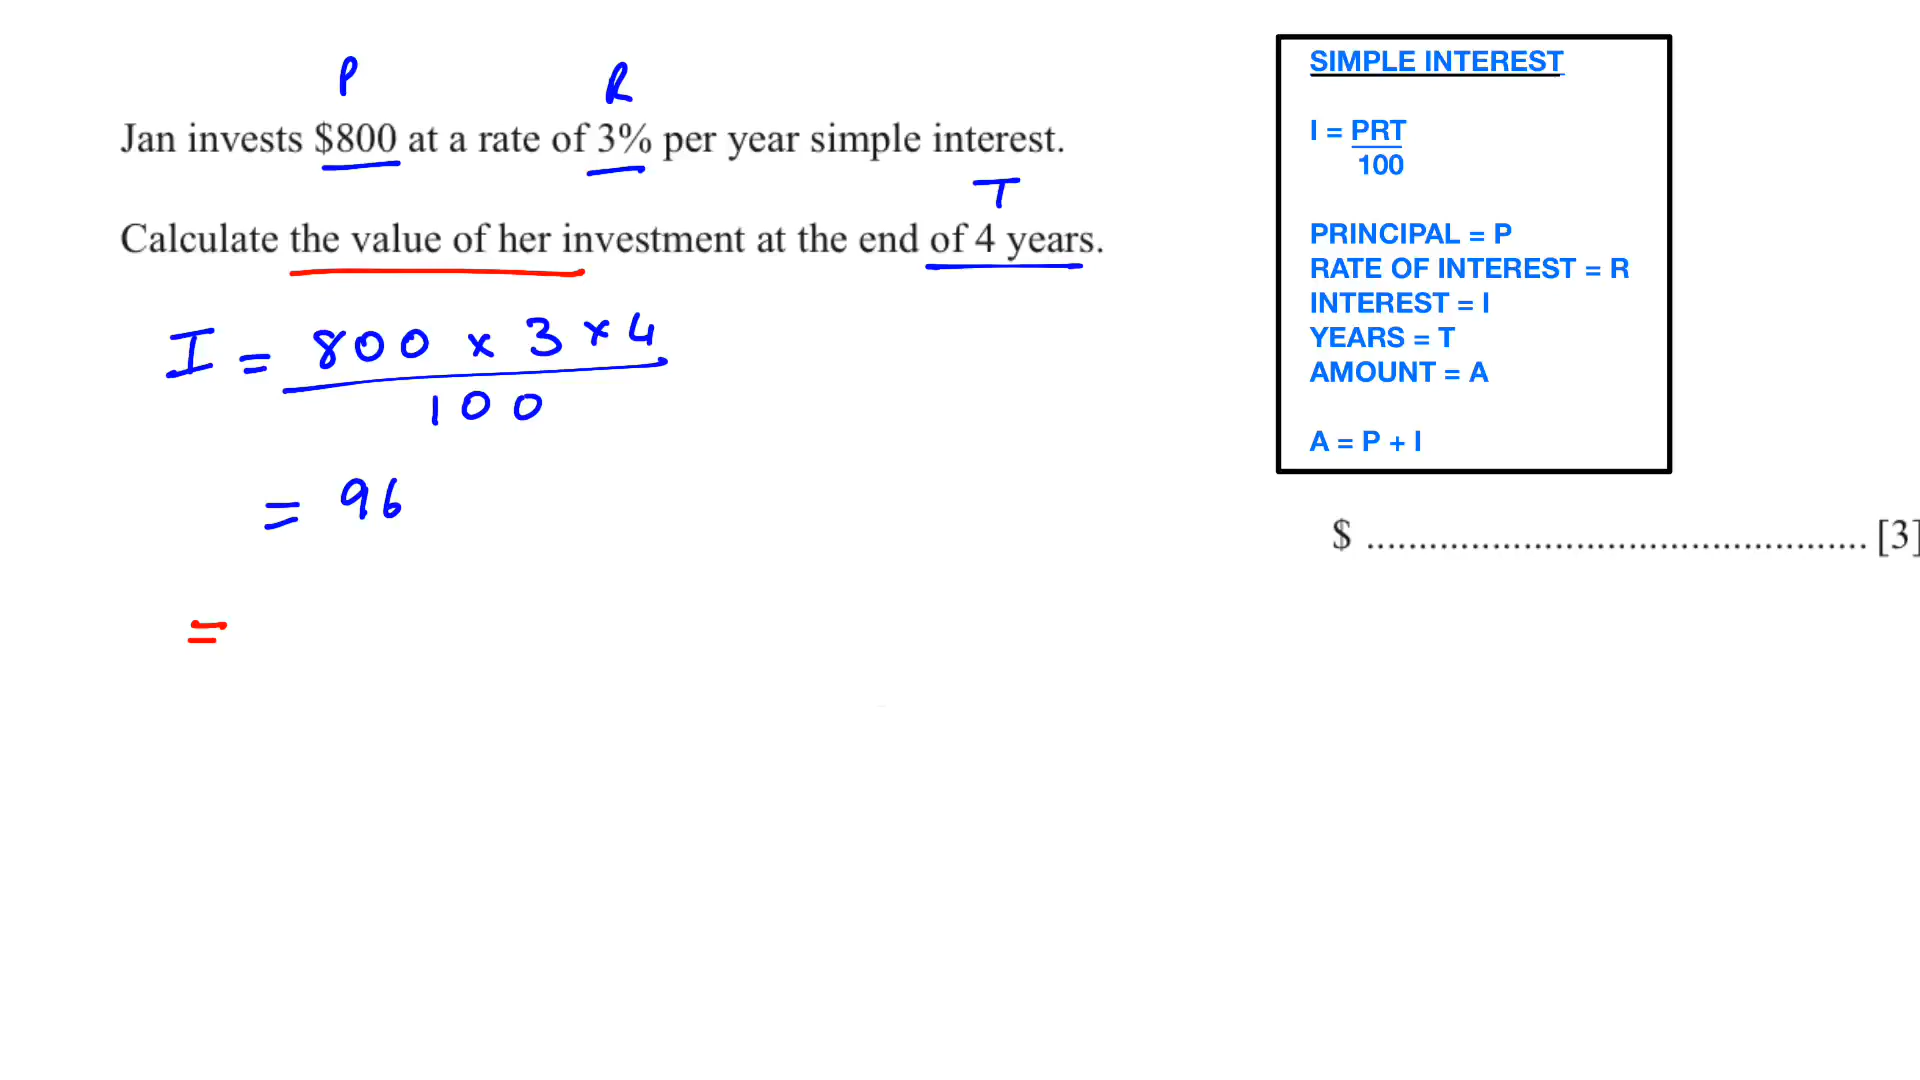 P R
Jan invests $800 at a rate of 3% per year simple interest.
T
Calculate the value of her investment at the end of 4 years.
I = 800 × 3 × 4
100
= 96
=
SIMPLE INTEREST
I = PRT
100
PRINCIPAL = P
RATE OF INTEREST = R
INTEREST = I
YEARS = T
AMOUNT = A
A = P + I
$ ................................................ [3]